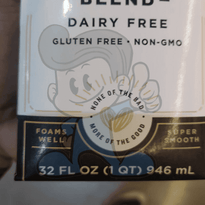 BLEND
DAIRY FREE
GLUTEN FREE • NON-GMO
NONE OF THE BAD
MORE OF THE GOOD
FOAMS WELL
SUPER SMOOTH
32 FL OZ (1 QT) 946 mL